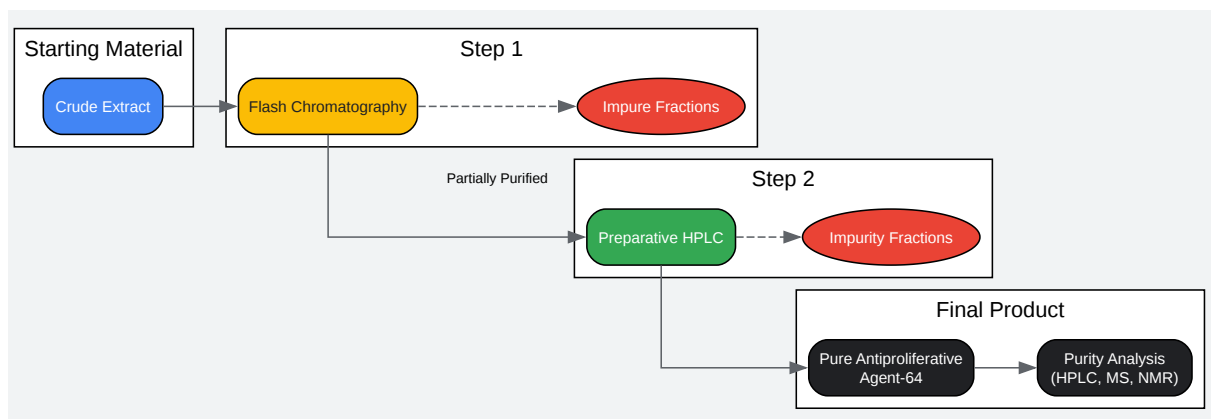 Starting Material
Crude Extract
Step 1
Flash Chromatography
Impure Fractions
Partially Purified
Step 2
Preparative HPLC
Impurity Fractions
Final Product
Pure Antiproliferative
Agent-64
Purity Analysis
(HPLC, MS, NMR)